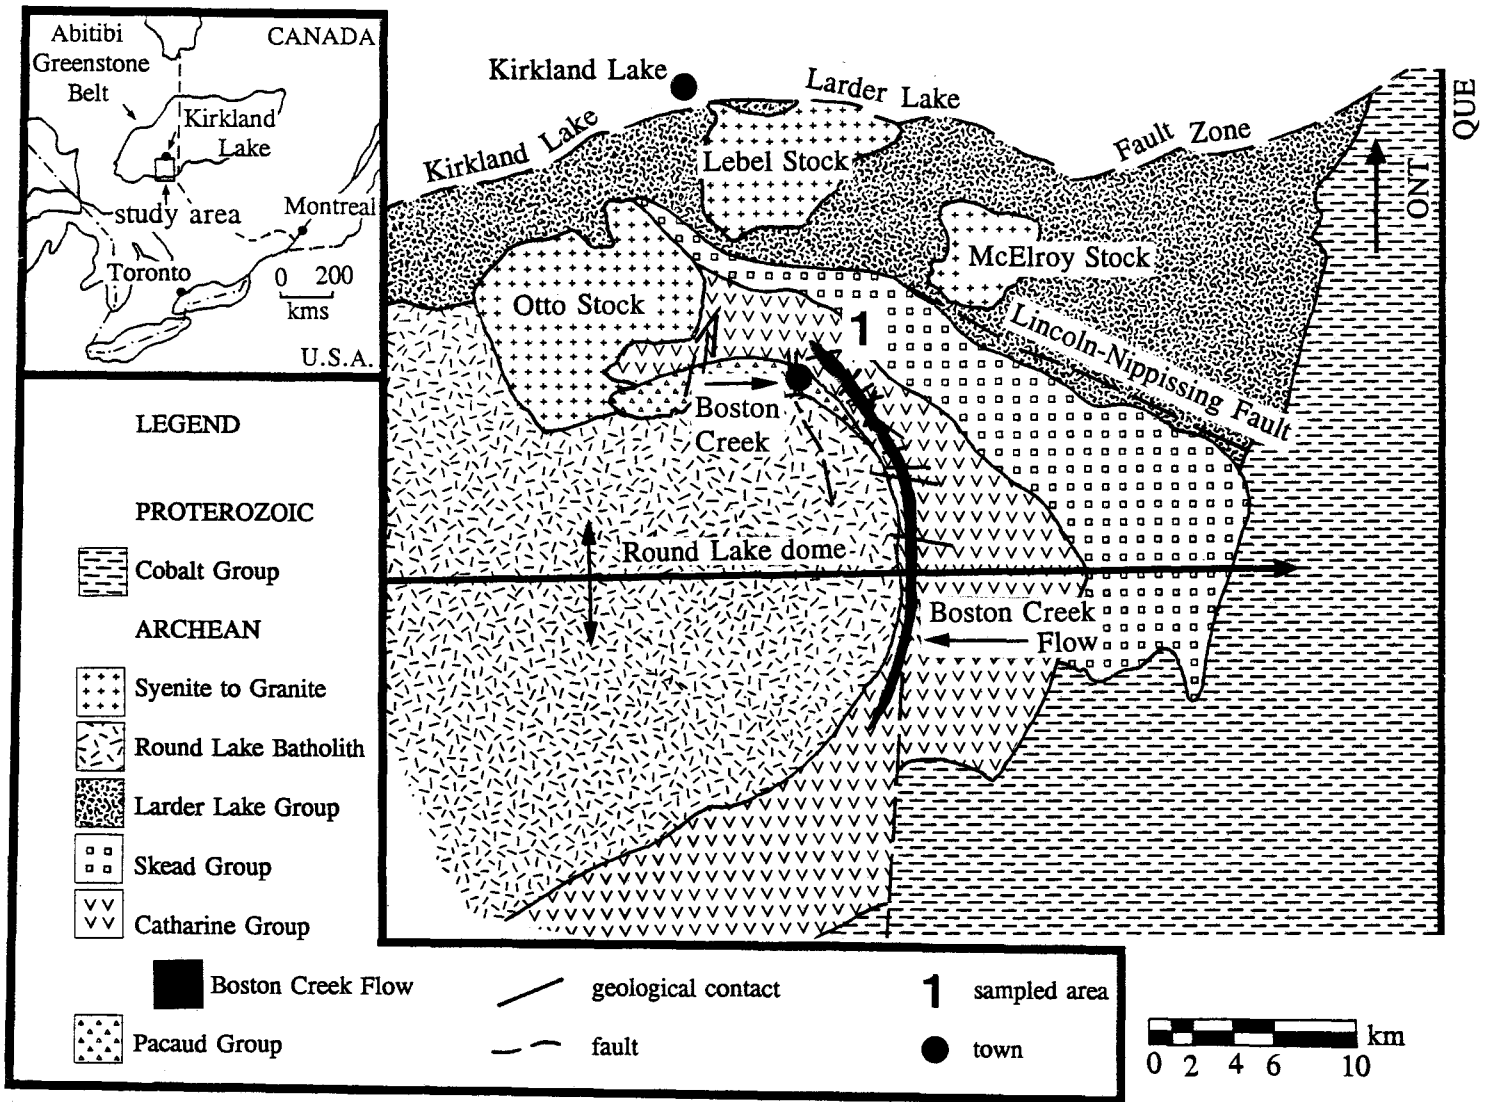 Abitibi
Greenstone
Belt
CANADA
Kirkland
Lake
study area
Montreal
Toronto
0 200
kms
U.S.A.
Kirkland Lake
Kirkland Lake
Larder Lake
Fault Zone
QUE
ONT
Lebel Stock
McElroy Stock
Otto Stock
1
Lincoln-Nippissing Fault
Boston
Creek
Round Lake dome
Boston Creek
Flow
LEGEND
PROTEROZOIC
Cobalt Group
ARCHEAN
Syenite to Granite
Round Lake Batholith
Larder Lake Group
Skead Group
Catharine Group
Boston Creek Flow
Pacaud Group
geological contact
fault
1 sampled area
town
km
0 2 4 6 10